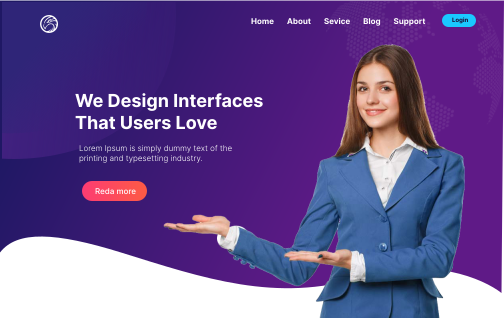 Home About Sevice Blog Support Login
We Design Interfaces
That Users Love
Lorem Ipsum is simply dummy text of the
printing and typesetting industry.
Reda more